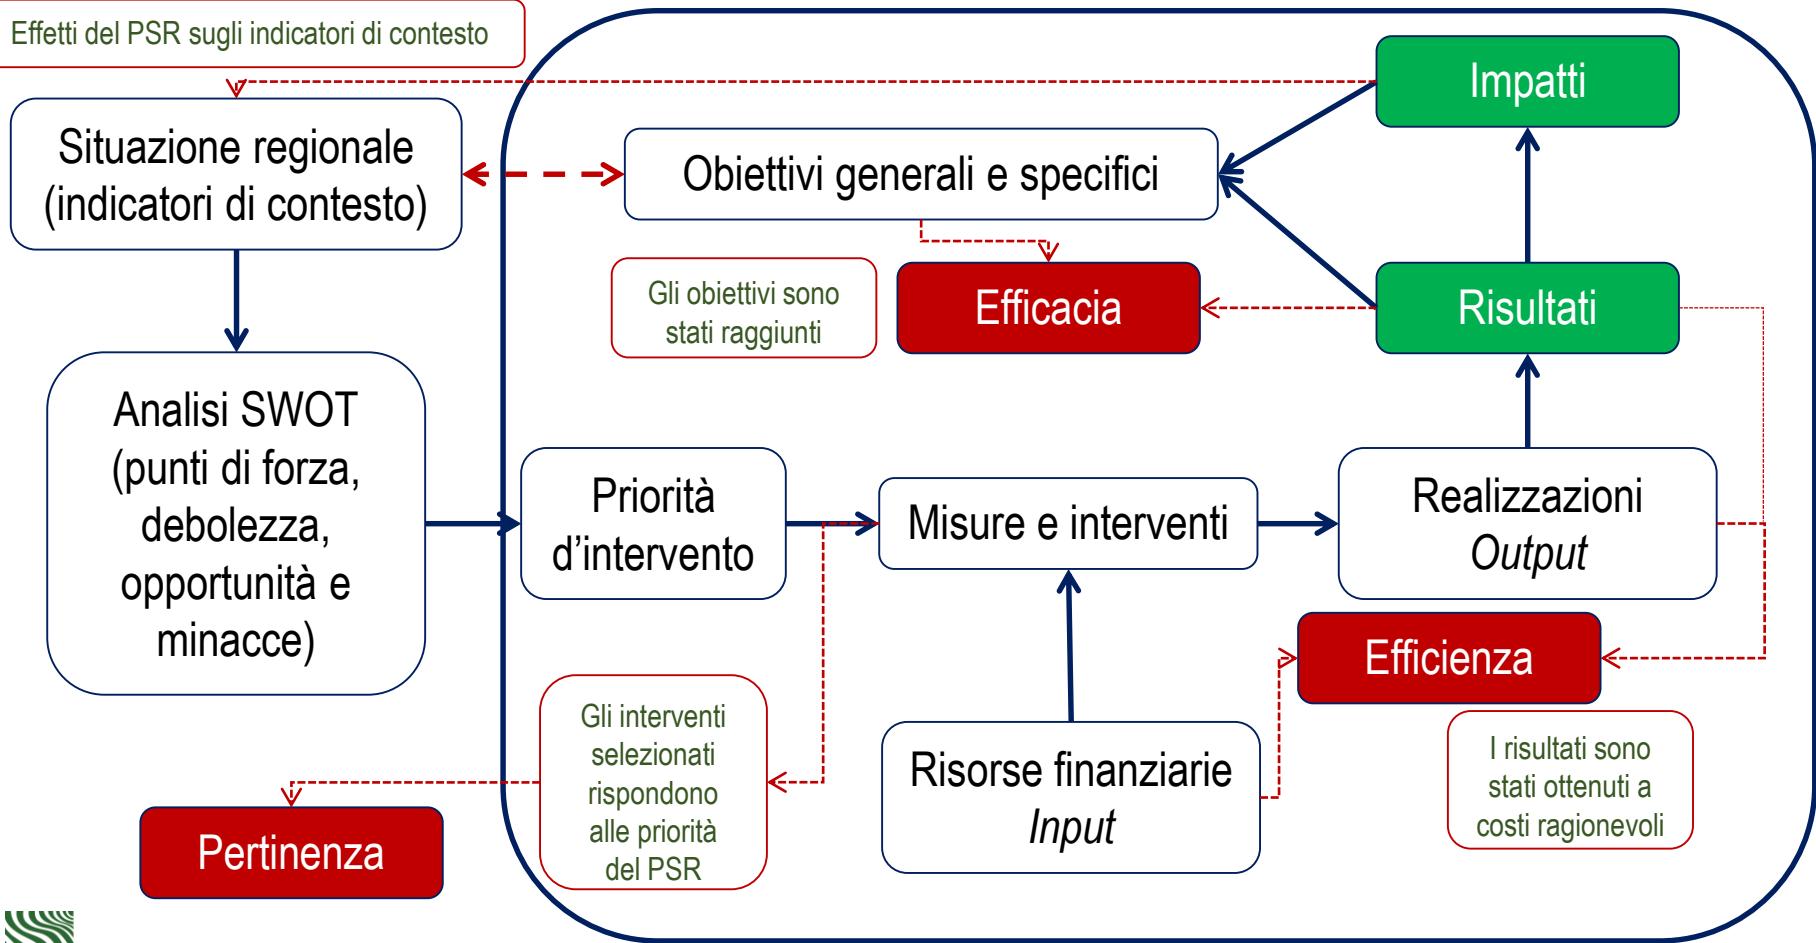 Effetti del PSR sugli indicatori di contesto
Impatti
Situazione regionale
(indicatori di contesto)
Obiettivi generali e specifici
Gli obiettivi sono
stati raggiunti
Efficacia
Risultati
Analisi SWOT
(punti di forza,
debolezza,
opportunità e
minacce)
Priorità
d’intervento
Misure e interventi
Realizzazioni
Output
Efficienza
Gli interventi
selezionati
rispondono
alle priorità
del PSR
Risorse finanziarie
Input
I risultati sono
stati ottenuti a
costi ragionevoli
Pertinenza